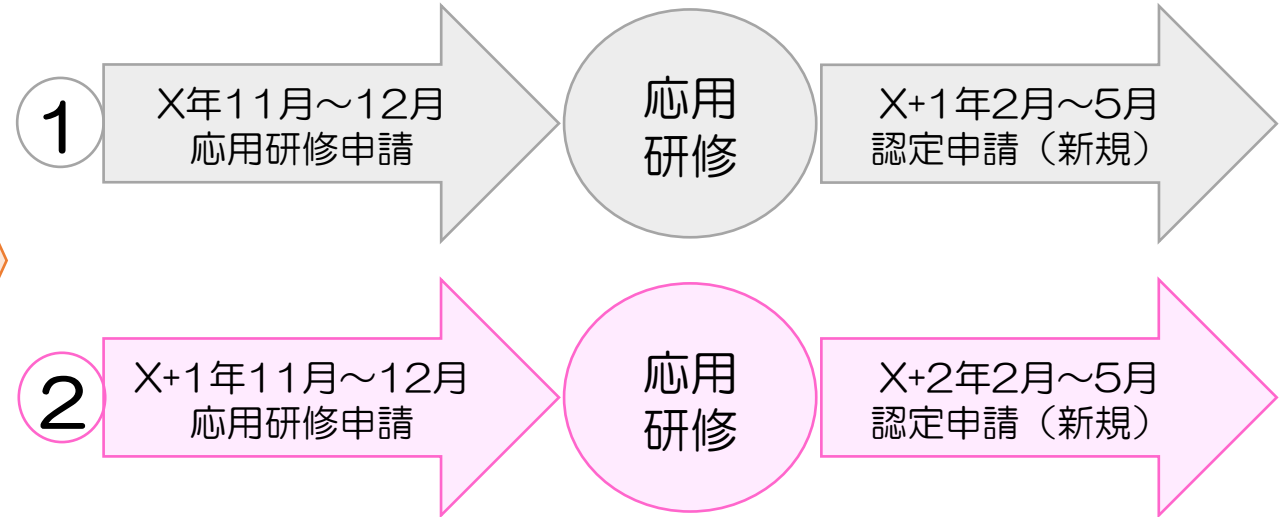 ①
X年11月～12月
応用研修申請
応用
研修
X+1年2月～5月
認定申請（新規）
②
X+1年11月～12月
応用研修申請
応用
研修
X+2年2月～5月
認定申請（新規）